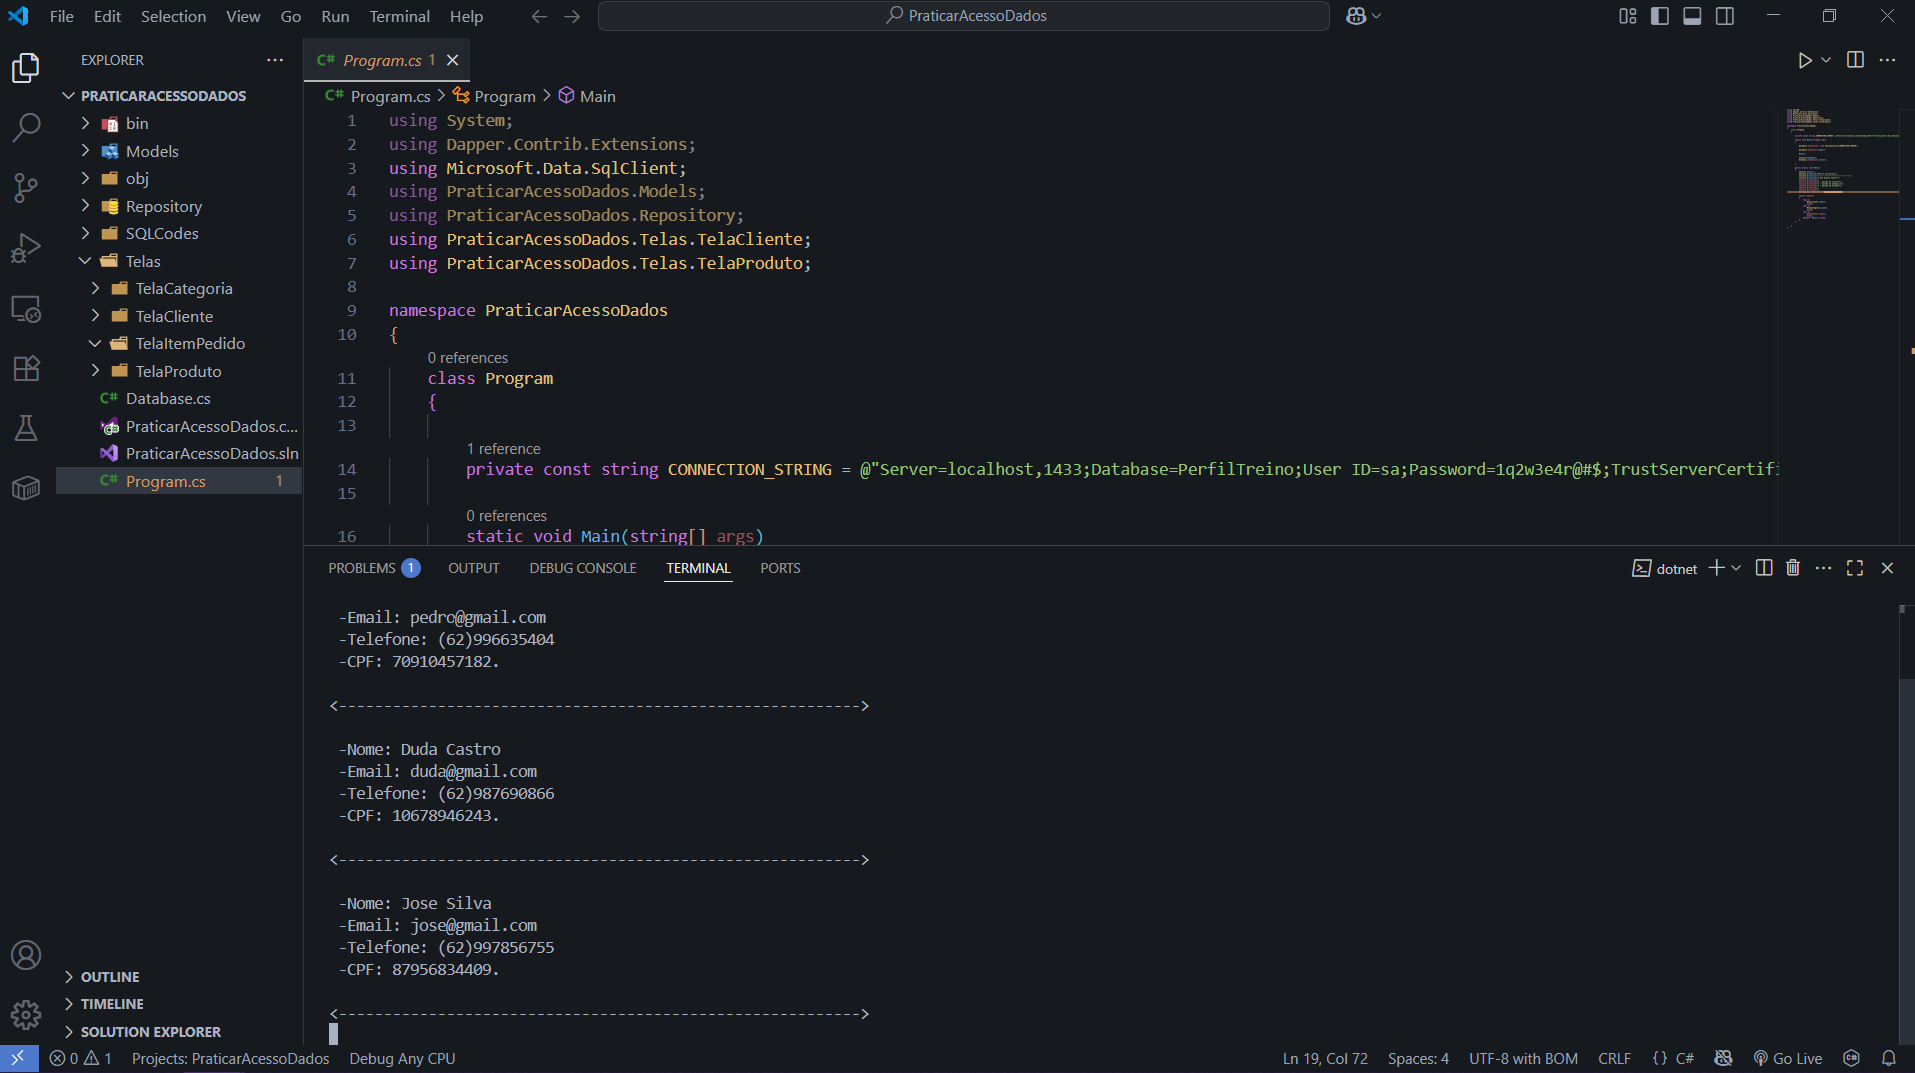 File Edit Selection View Go Run Terminal Help
PraticarAcessoDados
EXPLORER
PRATICARACESSODADOS
bin
Models
obj
Repository
SQLCodes
Telas
TelaCategoria
TelaCliente
TelaItemPedido
TelaProduto
C# Database.cs
PraticarAcessoDados.c...
PraticarAcessoDados.sln
C# Program.cs 1
OUTLINE
TIMELINE
SOLUTION EXPLORER
C# Program.cs 1
C# Program.cs > Program > Main
1 using System;
2 using Dapper.Contrib.Extensions;
3 using Microsoft.Data.SqlClient;
4 using PraticarAcessoDados.Models;
5 using PraticarAcessoDados.Repository;
6 using PraticarAcessoDados.Telas.TelaCliente;
7 using PraticarAcessoDados.Telas.TelaProduto;
8
9 namespace PraticarAcessoDados
10 {
0 references
11 class Program
12 {
13
1 reference
14 private const string CONNECTION_STRING = @"Server=localhost,1433;Database=PerfilTreino;User ID=sa;Password=1q2w3e4r@#$;TrustServerCertifi
15
0 references
16 static void Main(string[] args)
PROBLEMS 1 OUTPUT DEBUG CONSOLE TERMINAL PORTS
dotnet
-Email: pedro@gmail.com
-Telefone: (62)996635404
-CPF: 70910457182.
<---------------------------------------------------------->
-Nome: Duda Castro
-Email: duda@gmail.com
-Telefone: (62)987690866
-CPF: 10678946243.
<---------------------------------------------------------->
-Nome: Jose Silva
-Email: jose@gmail.com
-Telefone: (62)997856755
-CPF: 87956834409.
<---------------------------------------------------------->
0 1 Projects: PraticarAcessoDados Debug Any CPU
Ln 19, Col 72 Spaces: 4 UTF-8 with BOM CRLF {} C# Go Live